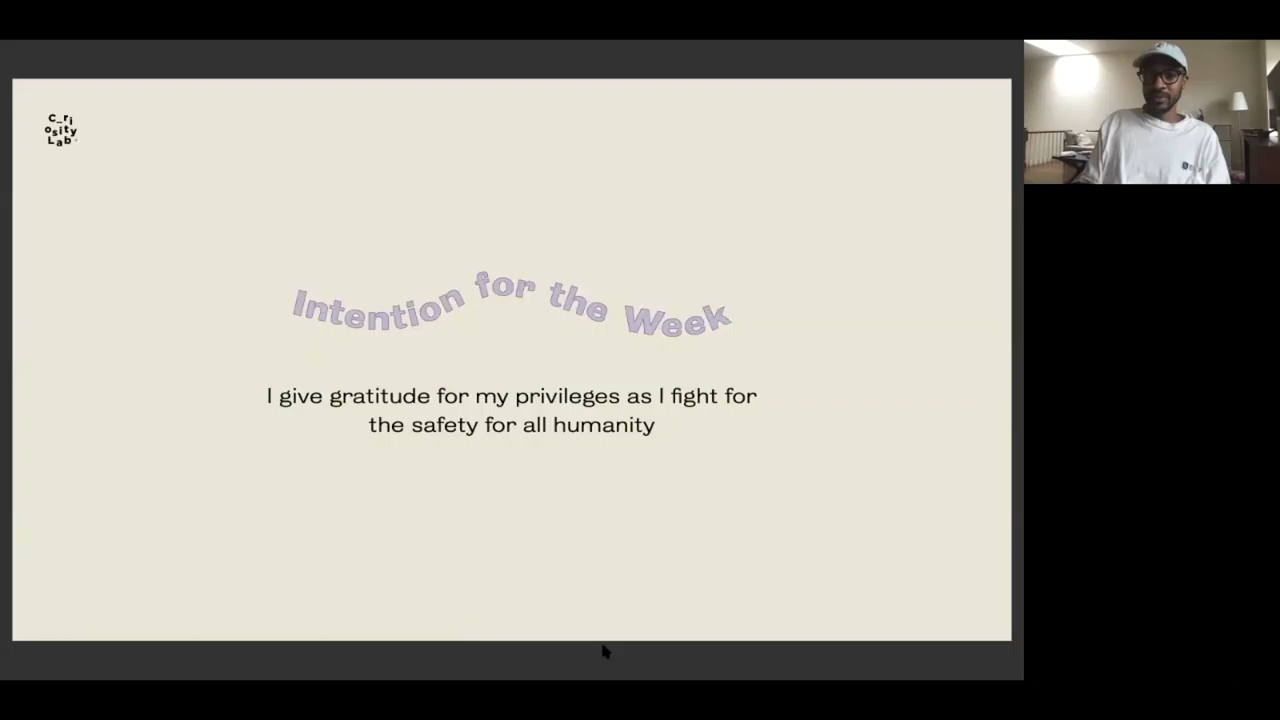 C_ri
osity
Lab
Intention for the Week
I give gratitude for my privileges as I fight for
the safety for all humanity